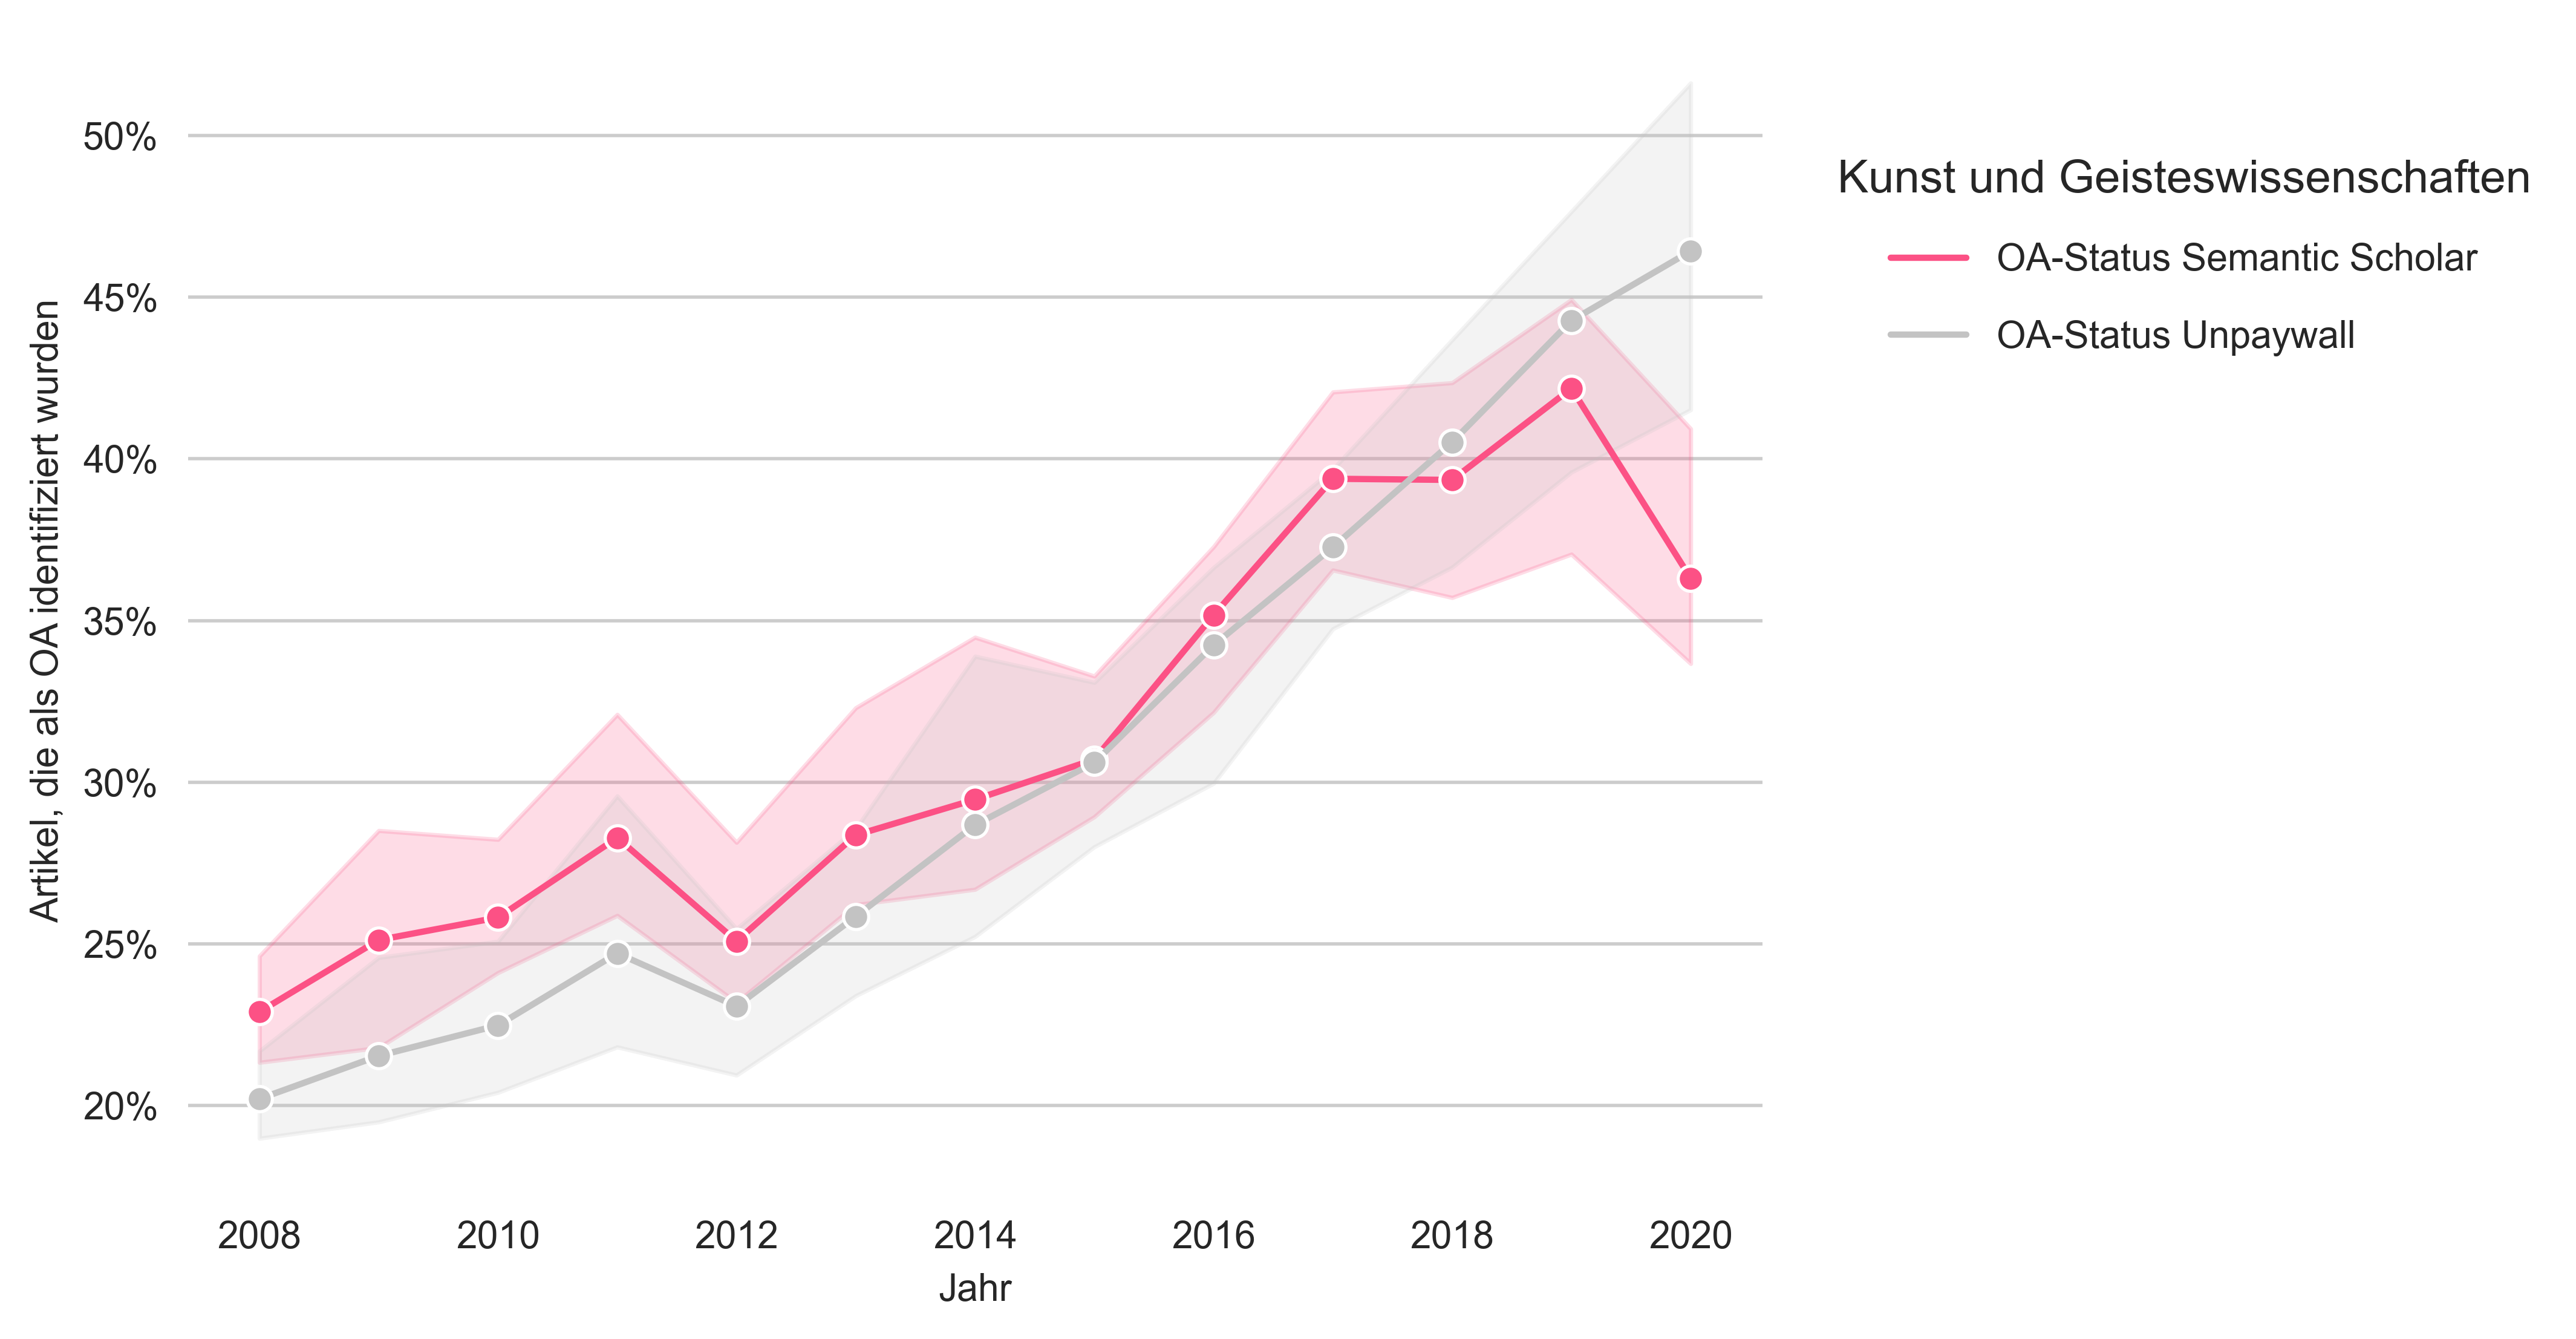 50%
45%
40%
35%
30%
25%
20%
Artikel, die als OA identifiziert wurden
2008 2010 2012 2014 2016 2018 2020
Jahr
Kunst und Geisteswissenschaften
OA-Status Semantic Scholar
OA-Status Unpaywall